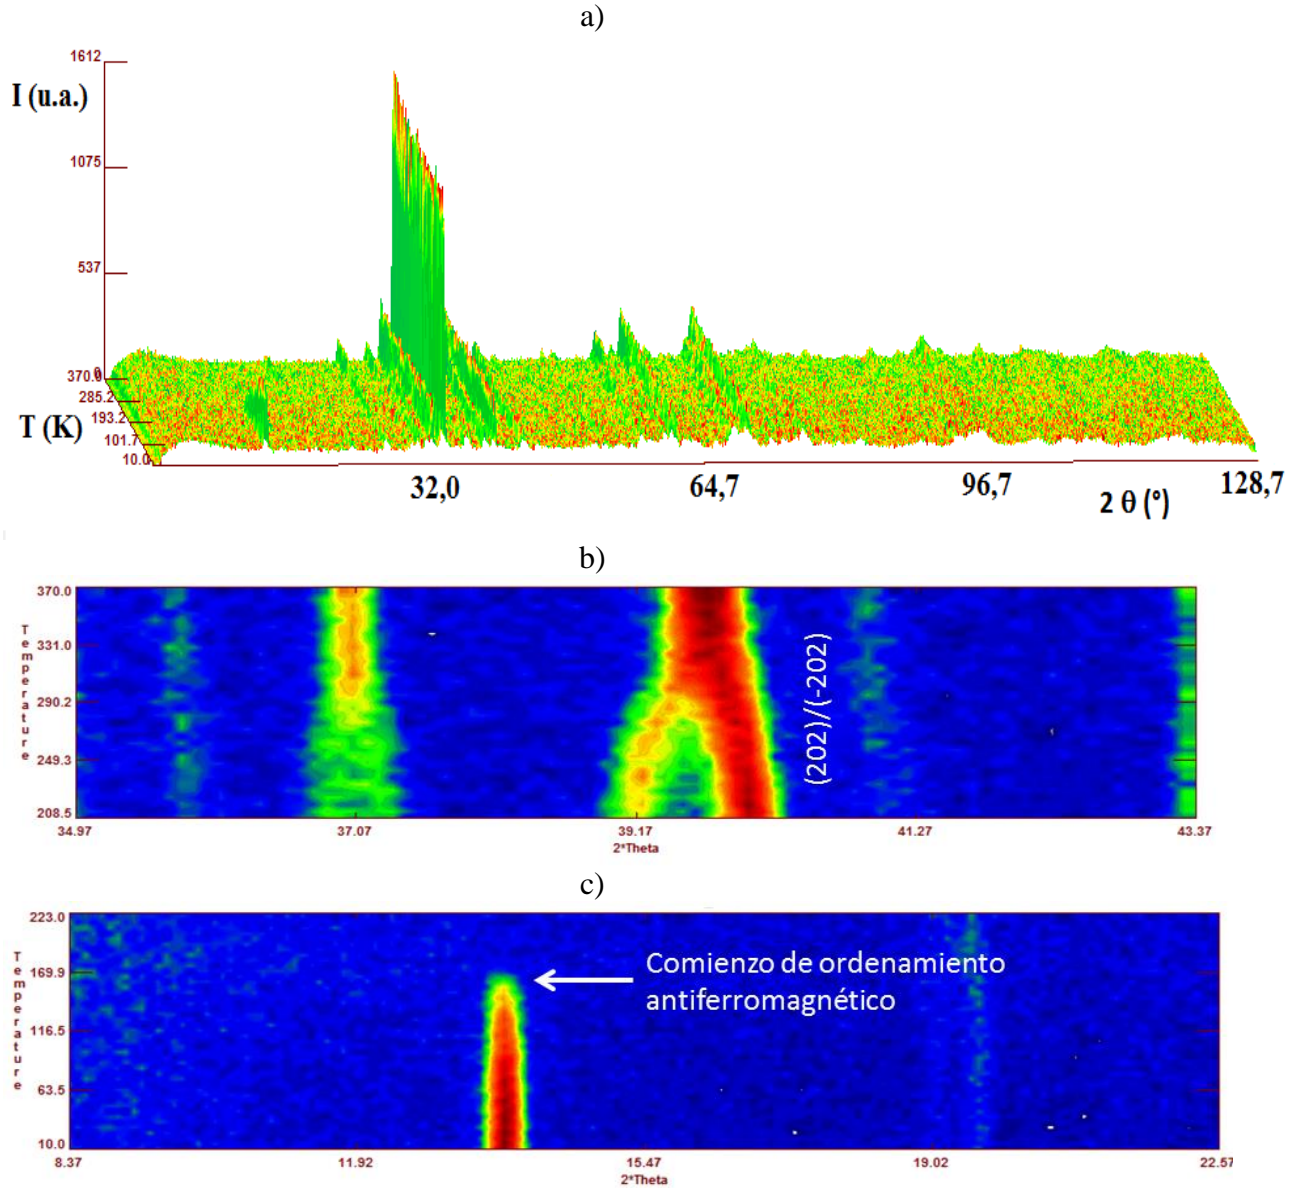 a)
1612
I (u.a.)
1075
537
0
370.0
285.2
193.2
T (K)
101.7
10.0
32,0
64,7
96,7
128,7
2 θ (°)
b)
370.0
331.0
290.2
249.3
208.5
Temperature
(202)/(-202)
34.97
37.07
39.17
41.27
43.37
2*Theta
c)
223.0
169.9
116.5
63.5
10.0
Temperature
Comienzo de ordenamiento
antiferromagnético
8.37
11.92
15.47
19.02
22.57
2*Theta